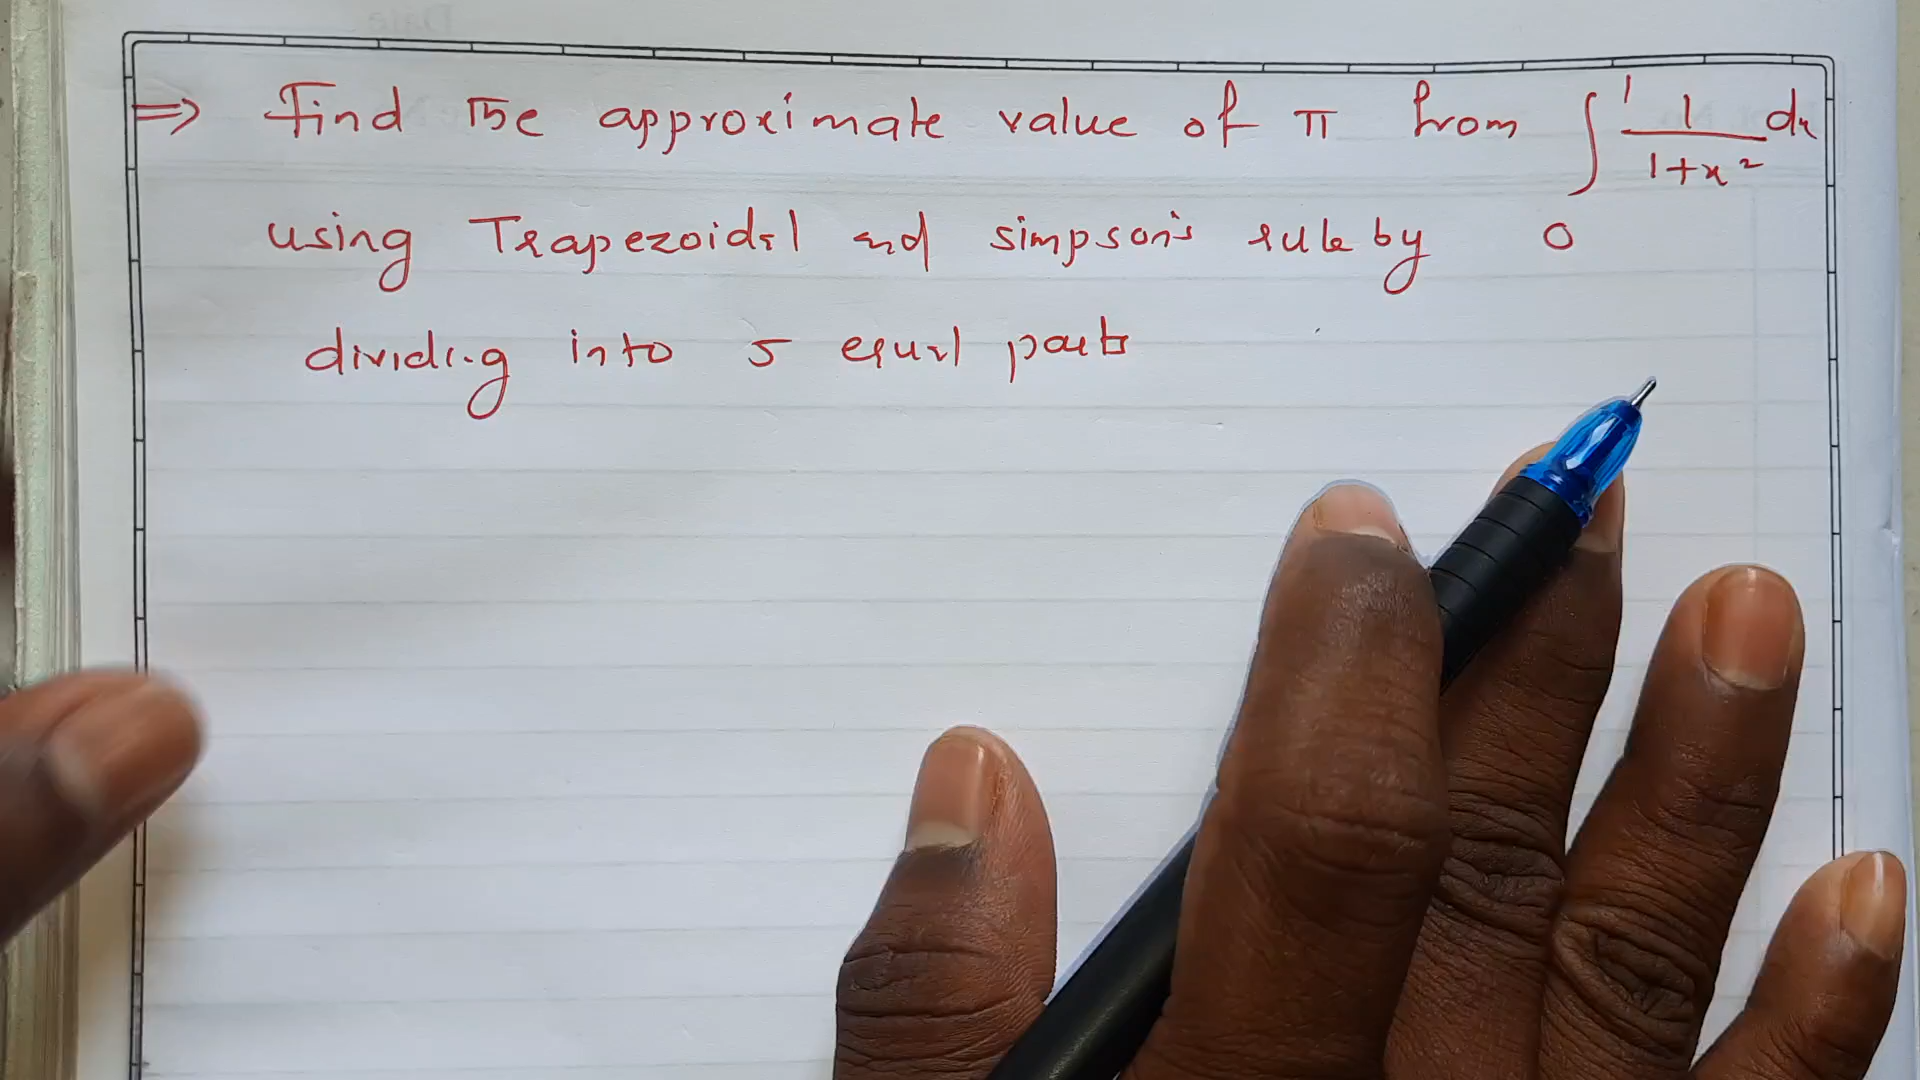 ⇒ Find The approximate value of π from ∫₀¹ 1/(1+x²) dx
using Trapezoidal and simpson's rule by
dividing into 5 equal parts